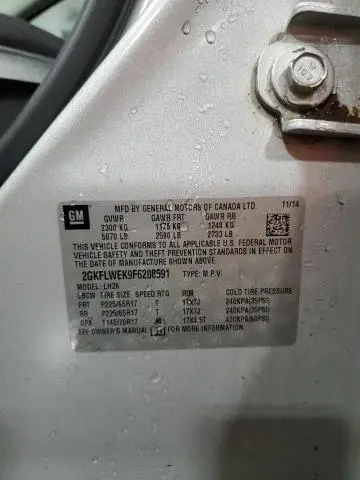 GM
MFD BY GENERAL MOTORS OF CANADA LTD. 11/14
GVWR GAWR FRT GAWR RR
2300 KG 1175 KG 1240 KG
5070 LB 2590 LB 2733 LB
THIS VEHICLE CONFORMS TO ALL APPLICABLE U.S.
FEDERAL MOTOR VEHICLE SAFETY, BUMPER, AND
THEFT PREVENTION STANDARDS IN EFFECT ON THE
DATE OF MANUFACTURE SHOWN ABOVE.
2GKFLWEK9F6208591 TYPE: M.P.V.
MODEL: LH26
LBCW TIRE SIZE SPEED RTG RIM COLD TIRE PRESSURE
FRT P225/65R17 T 17X7J 240KPA(35PSI)
RR P225/65R17 T 17X7J 240KPA(35PSI)
SPA T145/70R17 M 17X4.5T 420KPA(60PSI)
SEE OWNER'S MANUAL FOR MORE INFORMATION.